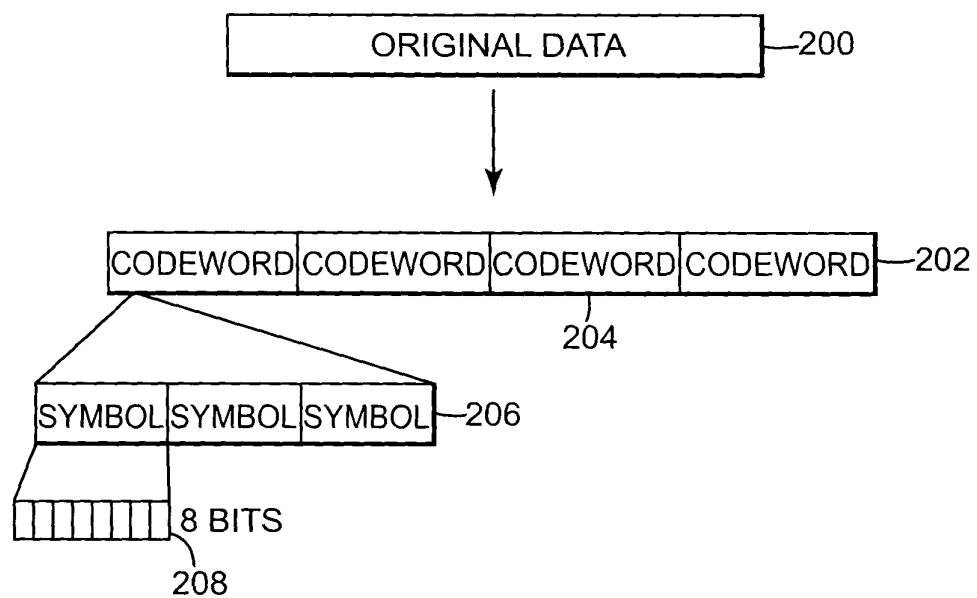 ORIGINAL DATA 200
CODEWORD CODEWORD CODEWORD CODEWORD 202
204
SYMBOL SYMBOL SYMBOL 206
8 BITS
208